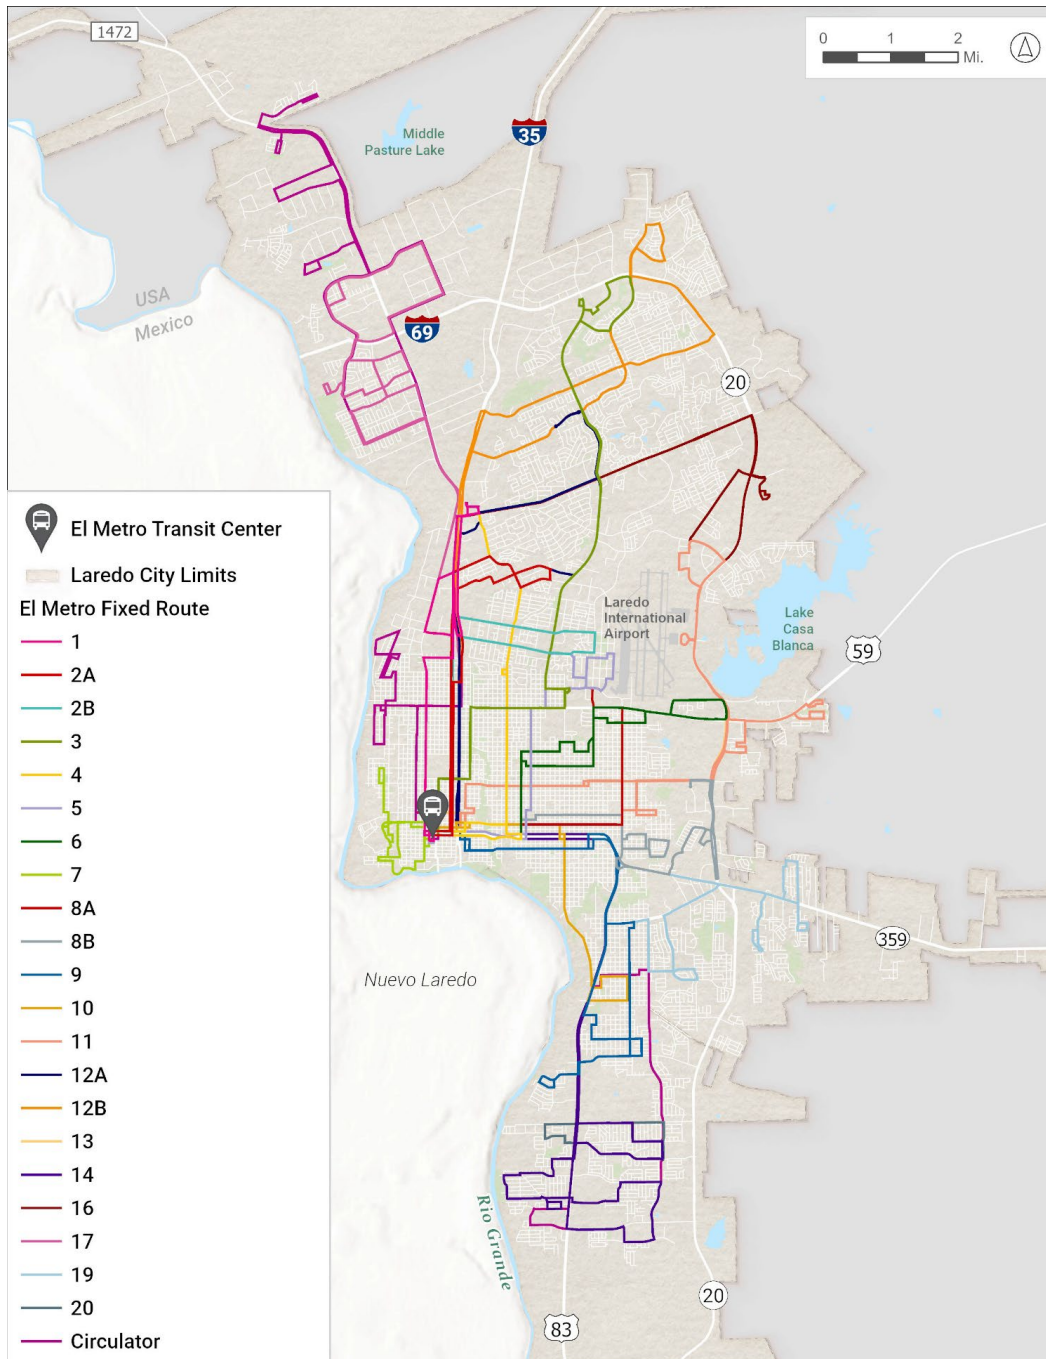 1472
0 1 2
Mi.
35
Middle
Pasture Lake
USA
Mexico
69
20
El Metro Transit Center
Laredo City Limits
El Metro Fixed Route
1
2A
2B
3
4
5
6
7
8A
8B
9
10
11
12A
12B
13
14
16
17
19
20
Circulator
Laredo
International
Airport
Lake
Casa
Blanca
59
359
Nuevo Laredo
Rio Grande
20
83